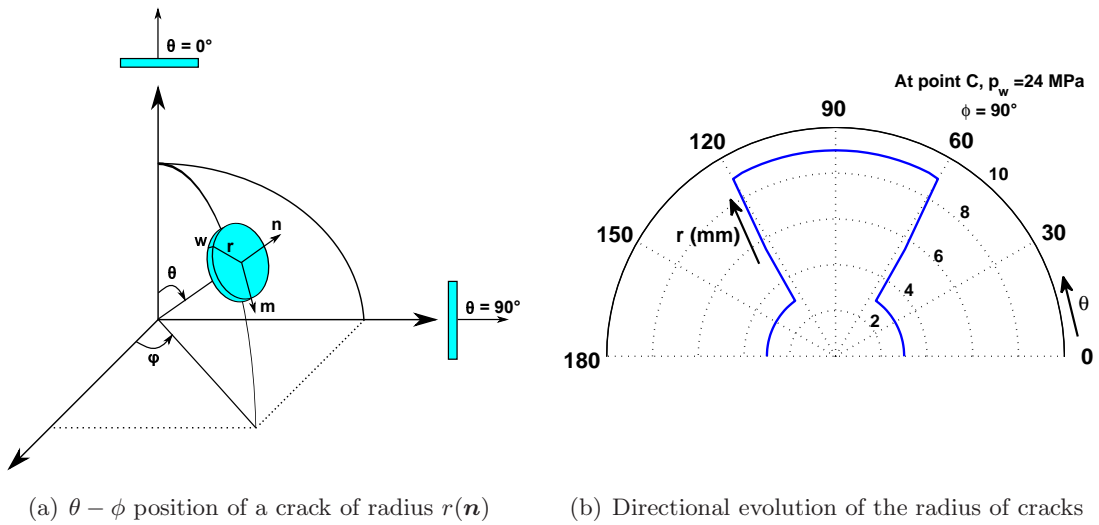 θ = 0°
n
w
r
θ
m
θ = 90°
φ
At point C, p_w =24 MPa
ϕ = 90°
90
120
60
10
150
8
30
r (mm)
6
4
θ
2
180
0
(a) θ − ϕ position of a crack of radius r(n)
(b) Directional evolution of the radius of cracks